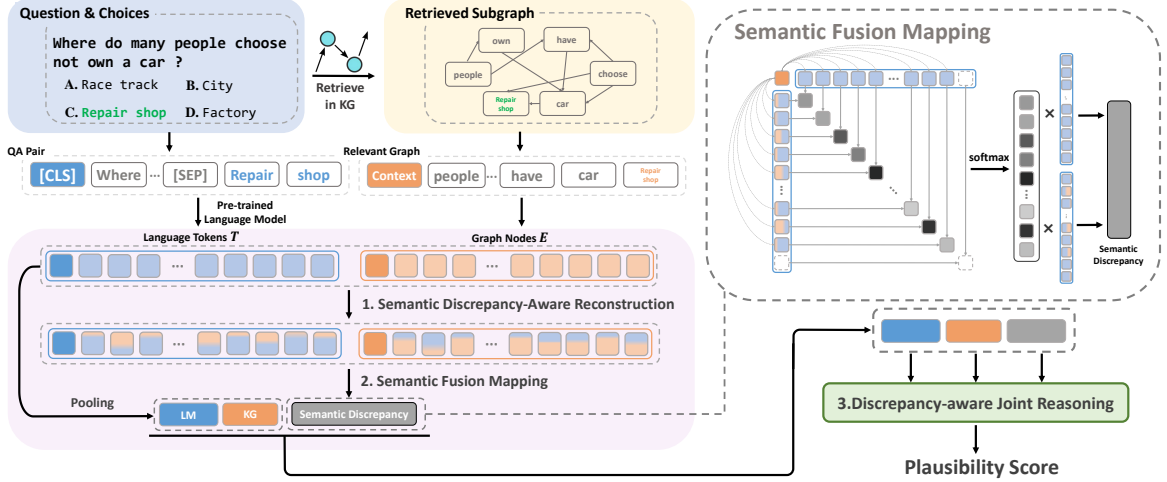 Question & Choices
Where do many people choose
not own a car ?
A. Race track B. City
C. Repair shop D. Factory
Retrieve
in KG
Retrieved Subgraph
own
have
people
choose
Repair
shop
car
QA Pair
[CLS] Where ... [SEP] Repair shop
Relevant Graph
Context people ... have car Repair
shop
Pre-trained
Language Model
Language Tokens T
Graph Nodes E
...
...
1. Semantic Discrepancy-Aware Reconstruction
...
...
2. Semantic Fusion Mapping
Pooling
LM KG Semantic Discrepancy
Semantic Fusion Mapping
...
softmax
×
×
Semantic
Discrepancy
3.Discrepancy-aware Joint Reasoning
Plausibility Score